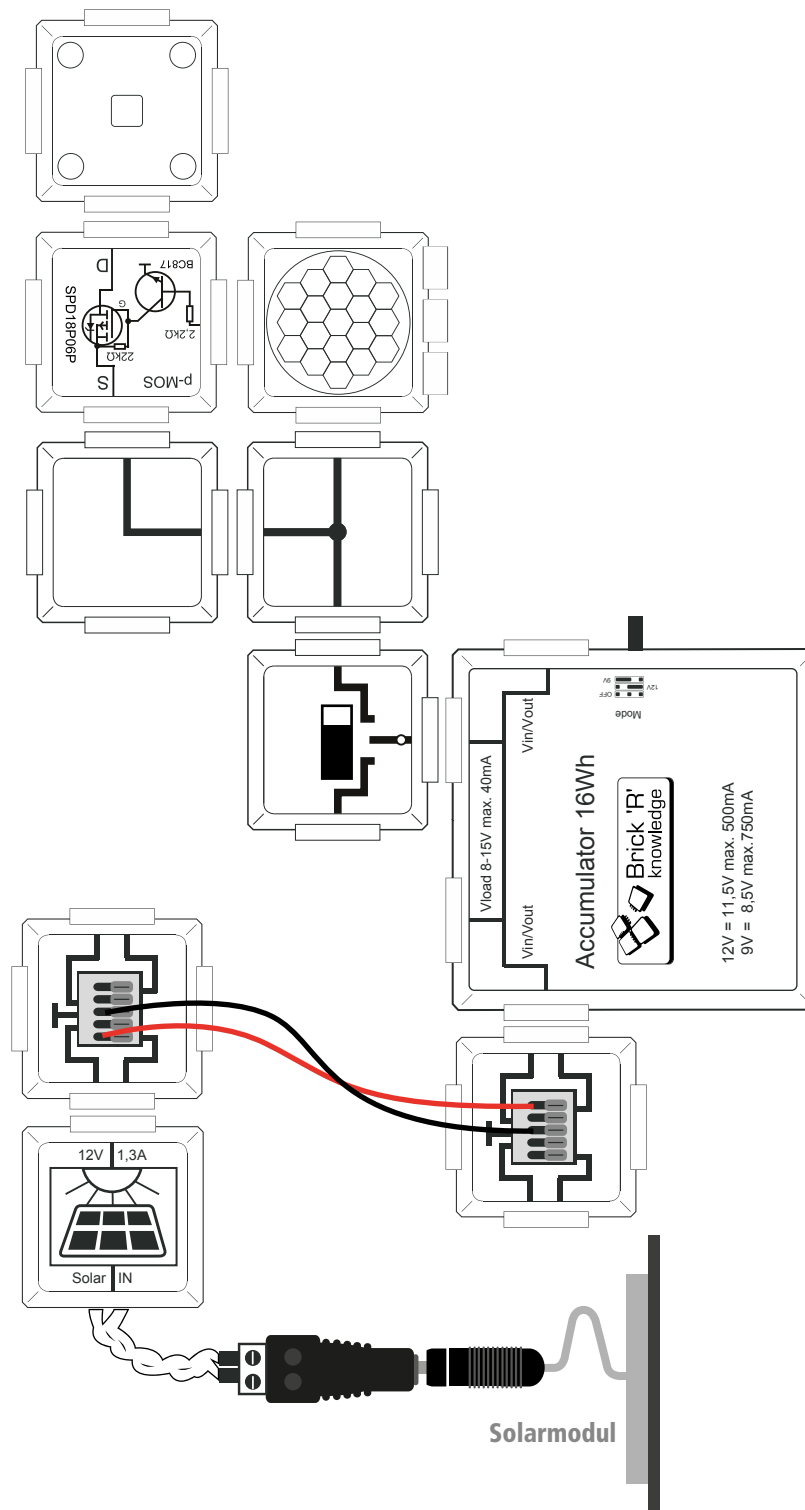 D
BC817
SPD18P06P
G
22kΩ
2,2kΩ
S
p-MOS
Vin/Vout
Vload 8-15V max. 40mA
Vin/Vout
9V
12V
OFF
Mode
Accumulator 16Wh
Brick 'R'
knowledge
12V = 11,5V max. 500mA
9V = 8,5V max.750mA
12V 1,3A
Solar IN
Solarmodul